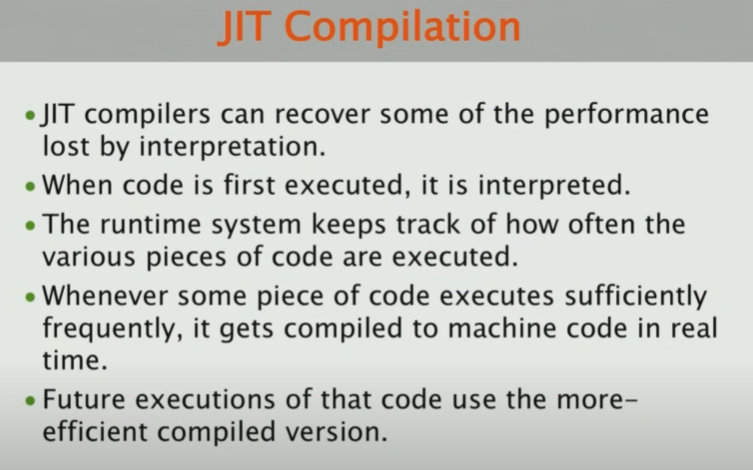 JIT Compilation
• JIT compilers can recover some of the performance
lost by interpretation.
• When code is first executed, it is interpreted.
• The runtime system keeps track of how often the
various pieces of code are executed.
• Whenever some piece of code executes sufficiently
frequently, it gets compiled to machine code in real
time.
• Future executions of that code use the more-
efficient compiled version.